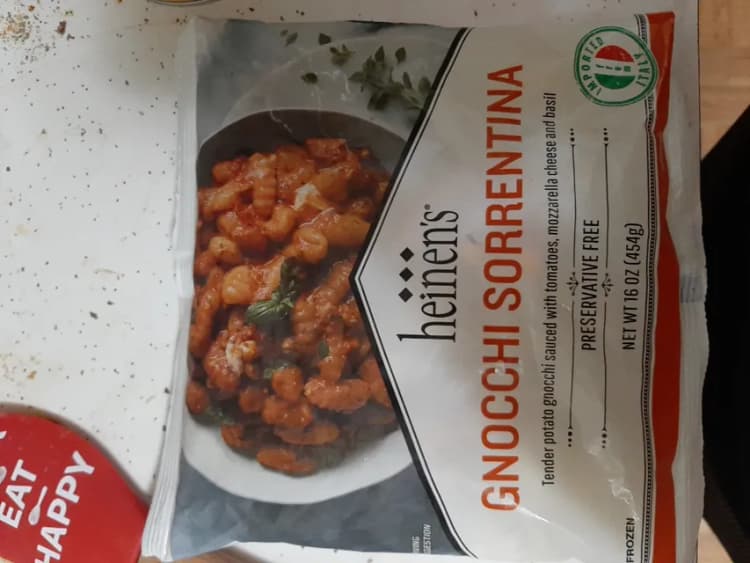 heinen's®
GNOCCHI SORRENTINA
Tender potato gnocchi sauced with tomatoes, mozzarella cheese and basil
PRESERVATIVE FREE
NET WT 16 OZ (454g)
FROZEN
IMPORTED
from
ITALY
EAT
HAPPY